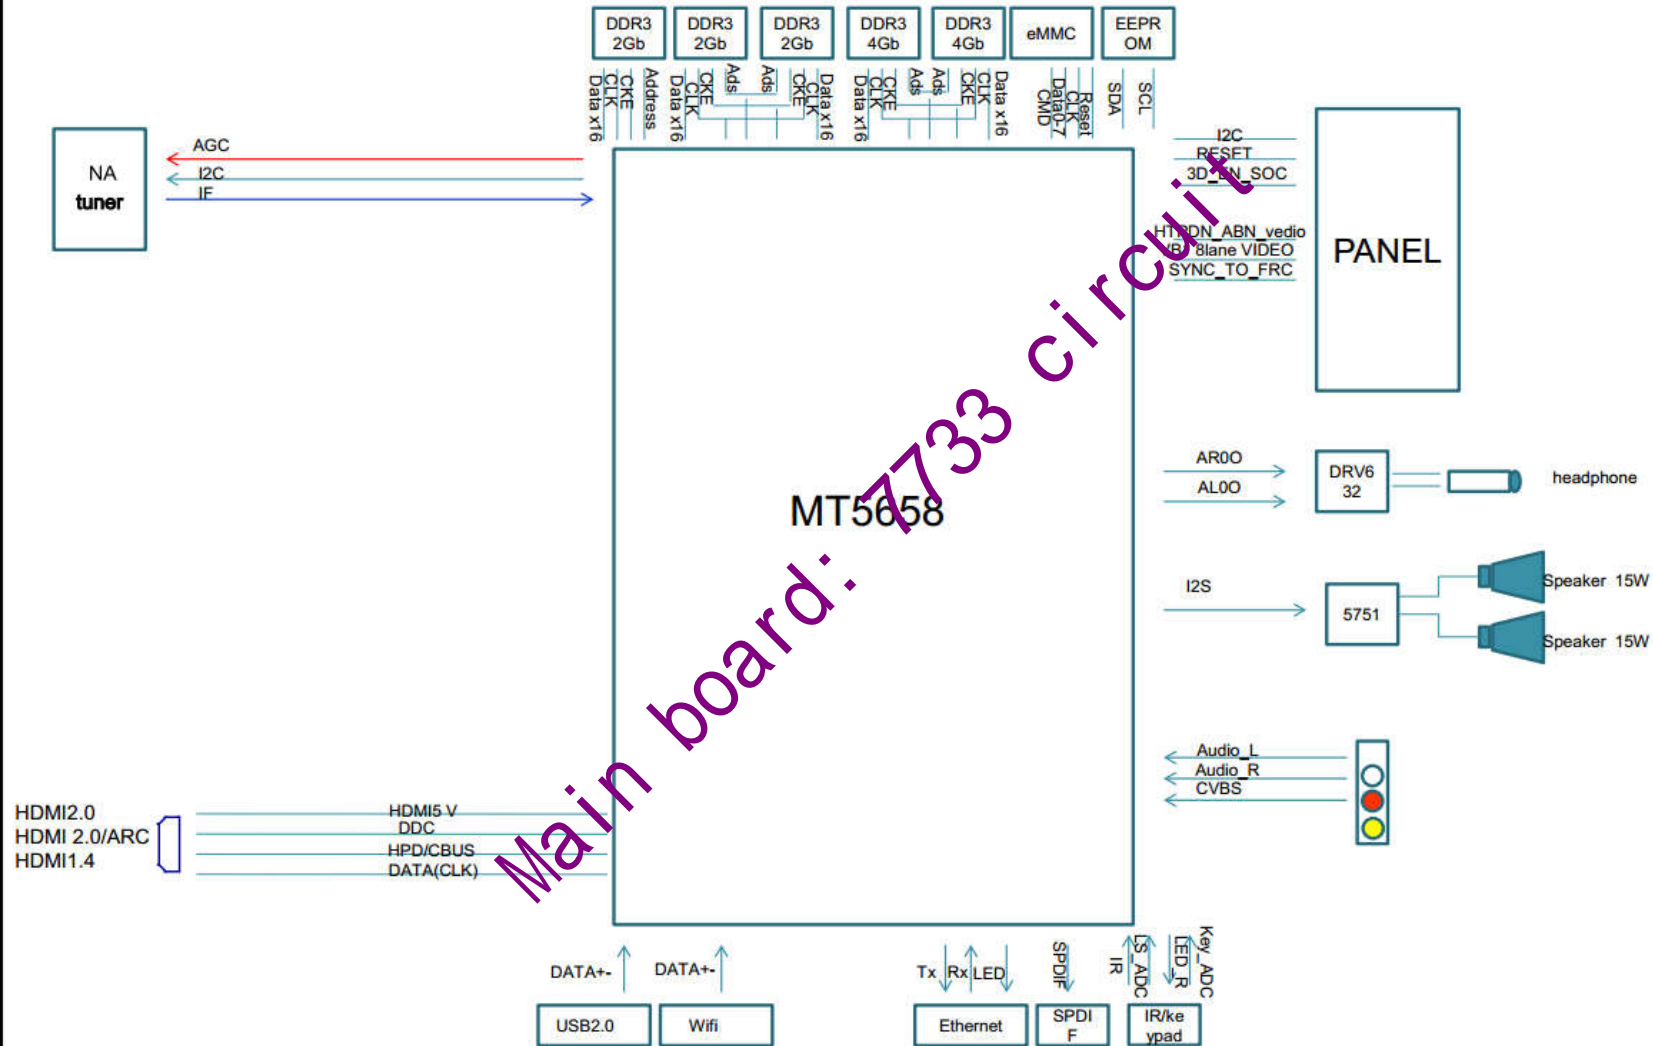 DDR3
2Gb
DDR3
2Gb
DDR3
2Gb
DDR3
4Gb
DDR3
4Gb
eMMC
EEPR
OM
Data x16
CLK
CKE
Address
Data x16
CLK
CKE
Ads
Ads
CKE
CLK
Data x16
Data x16
CLK
CKE
Ads
Ads
CKE
CLK
Data x16
CMD
Data0-7
CLK
Reset
SDA
SCL
NA
tuner
AGC
I2C
IF
I2C
RESET
3D_EN_SOC
HTPDN_ABN_vedio
8lane VIDEO
SYNC_TO_FRC
PANEL
MT5658
Main board: 7733 circuit
AR0O
AL0O
DRV6
32
headphone
I2S
5751
Speaker 15W
Speaker 15W
Audio_L
Audio_R
CVBS
HDMI2.0
HDMI 2.0/ARC
HDMI1.4
HDMI5 V
DDC
HPD/CBUS
DATA(CLK)
DATA+-
DATA+-
Tx
Rx
LED
SPDIF
IR
LS_ADC
LED_R
Key_ADC
USB2.0
Wifi
Ethernet
SPDI
F
IR/ke
ypad